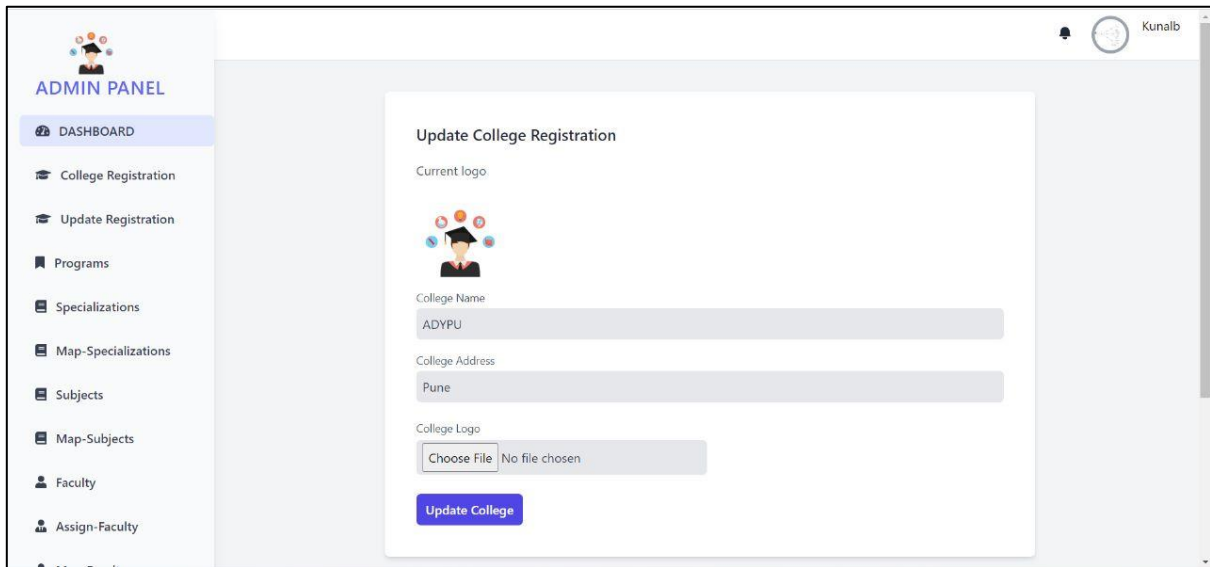 Kunalb
ADMIN PANEL
DASHBOARD
College Registration
Update Registration
Programs
Specializations
Map-Specializations
Subjects
Map-Subjects
Faculty
Assign-Faculty
Update College Registration
Current logo
College Name
ADYPU
College Address
Pune
College Logo
Choose File No file chosen
Update College